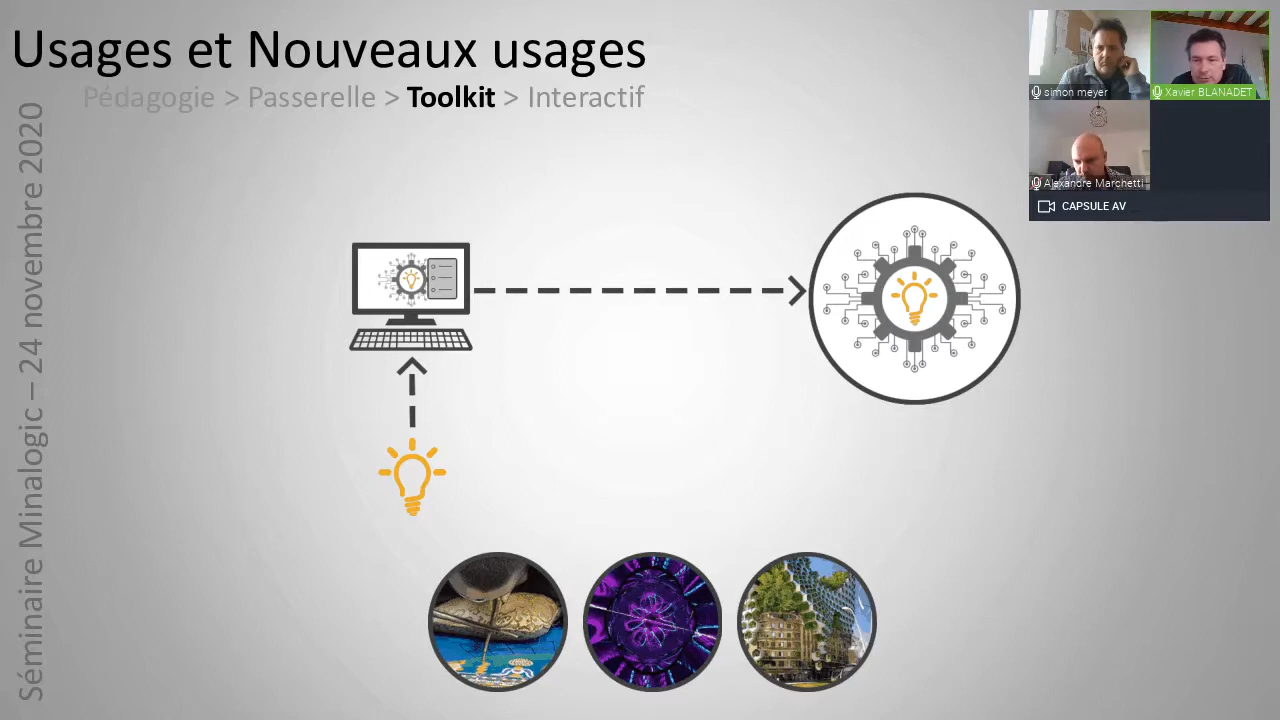 Usages et Nouveaux usages
Pédagogie > Passerelle > Toolkit > Interactif
Séminaire Minalogic – 24 novembre 2020
simon meyer
Xavier BLANADET
Alexandre Marchetti
CAPSULE AV